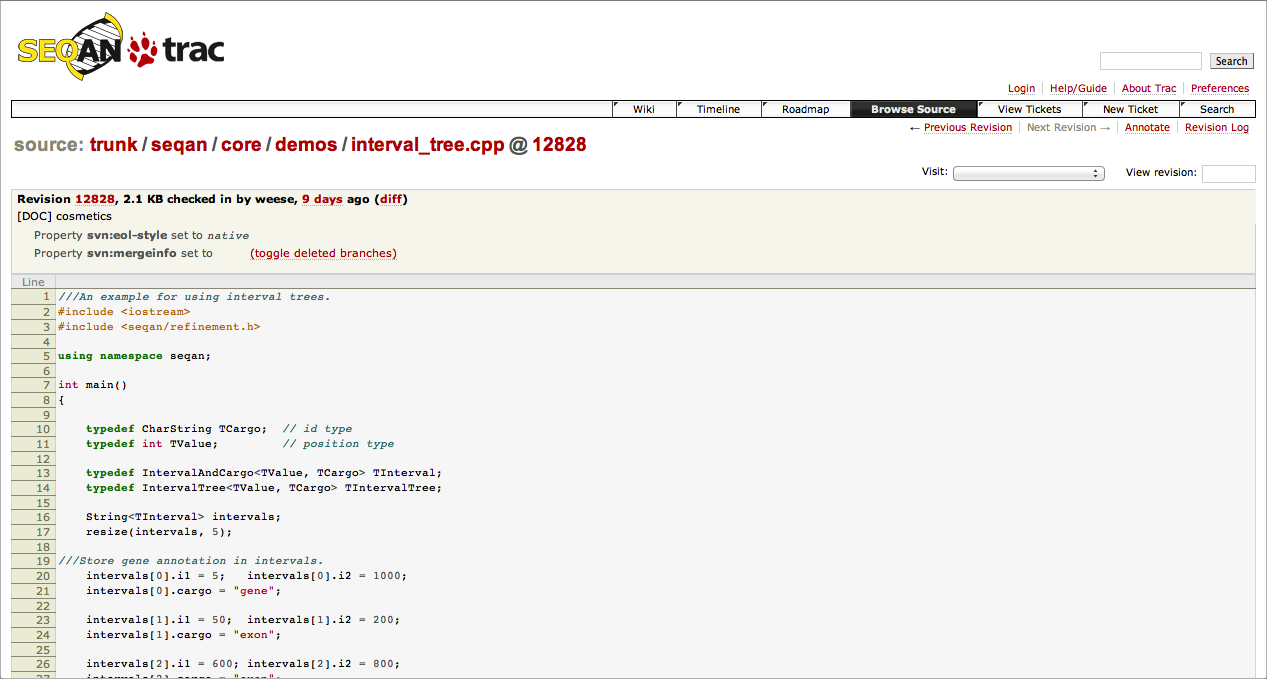 SEQAN trac
Search
Login Help/Guide About Trac Preferences
Wiki Timeline Roadmap Browse Source View Tickets New Ticket Search
← Previous Revision Next Revision → Annotate Revision Log
source: trunk / seqan / core / demos / interval_tree.cpp @ 12828
Visit: View revision:
Revision 12828, 2.1 KB checked in by weese, 9 days ago (diff)
[DOC] cosmetics
Property svn:eol-style set to native
Property svn:mergeinfo set to (toggle deleted branches)
Line
1 ///An example for using interval trees.
2 #include <iostream>
3 #include <seqan/refinement.h>
4
5 using namespace seqan;
6
7 int main()
8 {
9
10 typedef CharString TCargo; // id type
11 typedef int TValue; // position type
12
13 typedef IntervalAndCargo<TValue, TCargo> TInterval;
14 typedef IntervalTree<TValue, TCargo> TIntervalTree;
15
16 String<TInterval> intervals;
17 resize(intervals, 5);
18
19 ///Store gene annotation in intervals.
20 intervals[0].i1 = 5; intervals[0].i2 = 1000;
21 intervals[0].cargo = "gene";
22
23 intervals[1].i1 = 50; intervals[1].i2 = 200;
24 intervals[1].cargo = "exon";
25
26 intervals[2].i1 = 600; intervals[2].i2 = 800;